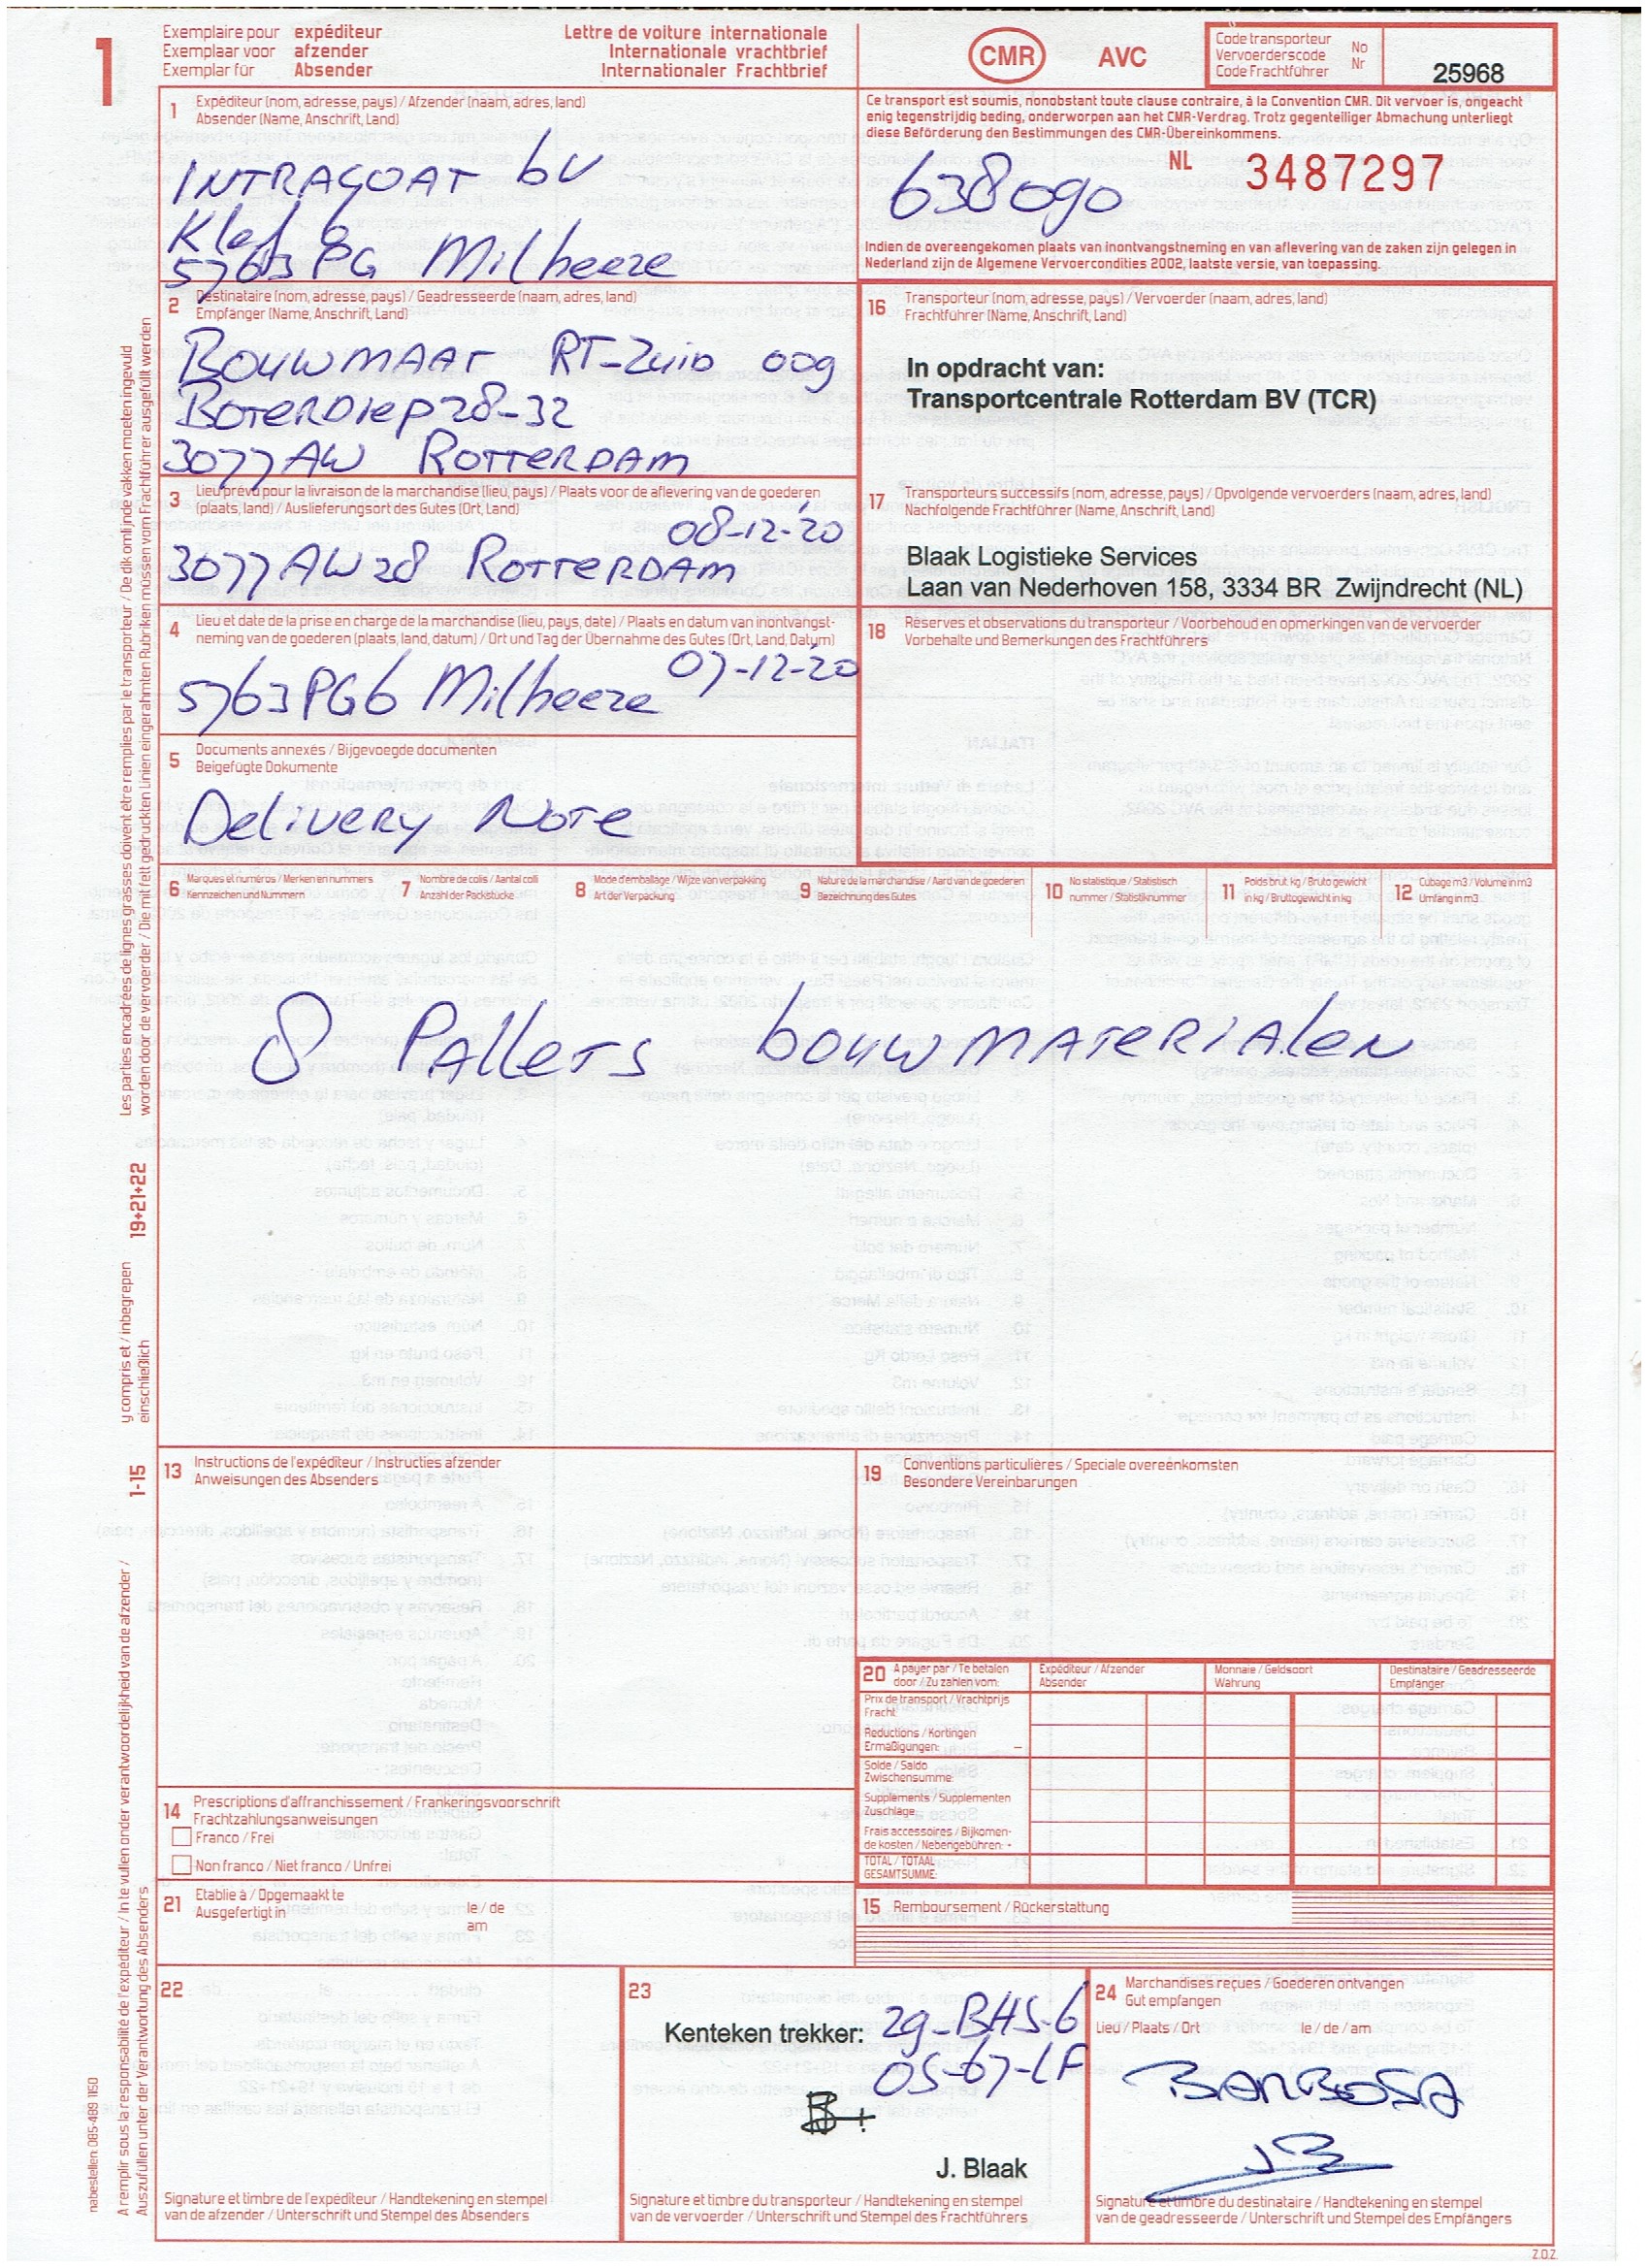 1
Exemplaire pour expéditeur
Exemplaar voor afzender
Exemplar für Absender
Lettre de voiture internationale
Internationale vrachtbrief
Internationaler Frachtbrief
CMR AVC
Code transporteur No
Vervoerderscode Nr
Code Frachtführer
25968
1 Expéditeur (nom, adresse, pays) / Afzender (naam, adres, land)
Absender (Name, Anschrift, Land)
INTRACOAT bv
Klef 6
5763 PG Milheeze
Ce transport est soumis, nonobstant toute clause contraire, à la Convention CMR. Dit vervoer is, ongeacht
enig tegenstrijdig beding, onderworpen aan het CMR-Verdrag. Trotz gegenteiliger Abmachung unterliegt
diese Beförderung den Bestimmungen des CMR-Übereinkommens.
NL 3487297
638090
Indien de overeengekomen plaats van inontvangstneming en van aflevering van de zaken zijn gelegen in
Nederland zijn de Algemene Vervoercondities 2002, laatste versie, van toepassing.
2 Destinataire (nom, adresse, pays) / Geadresseerde (naam, adres, land)
Empfänger (Name, Anschrift, Land)
BOUWMAAT RT-Zuid 009
BOTERDIEP 28-32
3077AW ROTTERDAM
16 Transporteur (nom, adresse, pays) / Vervoerder (naam, adres, land)
Frachtführer (Name, Anschrift, Land)
In opdracht van:
Transportcentrale Rotterdam BV (TCR)
3 Lieu prévu pour la livraison de la marchandise (lieu, pays) / Plaats voor de aflevering van de goederen
(plaats, land) / Auslieferungsort des Gutes (Ort, Land)
08-12-'20
3077AW28 ROTTERDAM
17 Transporteurs successifs (nom, adresse, pays) / Opvolgende vervoerders (naam, adres, land)
Nachfolgende Frachtführer (Name, Anschrift, Land)
Blaak Logistieke Services
Laan van Nederhoven 158, 3334 BR Zwijndrecht (NL)
4 Lieu et date de la prise en charge de la marchandise (lieu, pays, date) / Plaats en datum van inontvangst-
neming van de goederen (plaats, land, datum) / Ort und Tag der Übernahme des Gutes (Ort, Land, Datum)
07-12-'20
5763PG6 Milheeze
18 Réserves et observations du transporteur / Voorbehoud en opmerkingen van de vervoerder
Vorbehalte und Bemerkungen des Frachtführers
5 Documents annexés / Bijgevoegde documenten
Beigefügte Dokumente
Delivery Note
6 Marques et numéros / Merken en nummers
Kennzeichen und Nummern
7 Nombre de colis / Aantal colli
Anzahl der Packstücke
8 Mode d'emballage / Wijze van verpakking
Art der Verpackung
9 Nature de la marchandise / Aard van de goederen
Bezeichnung des Gutes
10 No statistique / Statistisch
nummer / Statistiknummer
11 Poids brut, kg / Bruto gewicht
in kg / Bruttogewicht in kg
12 Cubage m3 / Volume in m3
Umfang in m3
8 Pallets bouwmaterialen
13 Instructions de l'expéditeur / Instructies afzender
Anweisungen des Absenders
19 Conventions particulières / Speciale overeenkomsten
Besondere Vereinbarungen
20 A payer par / Te betalen
door / Zu zahlen vom:
Expéditeur / Afzender
Absender
Monnaie / Geldsoort
Wahrung
Destinataire / Geadresseerde
Empfänger
Prix de transport / Vrachtprijs
Fracht:
Reductions / Kortingen
Ermaßigungen: –
Solde / Saldo
Zwischensumme:
Supplements / Supplementen
Zuschlage:
Frais accessoires / Bijkomen-
de kosten / Nebengebühren: +
TOTAL / TOTAAL
GESAMTSUMME:
14 Prescriptions d'affranchissement / Frankeringsvoorschrift
Frachtzahlungsanweisungen
Franco / Frei
Non franco / Niet franco / Unfrei
21 Etablie à / Opgemaakt te
Ausgefertigt in
le / de
am
15 Remboursement / Rückerstattung
22
Signature et timbre de l'expéditeur / Handtekening en stempel
van de afzender / Unterschrift und Stempel des Absenders
23
Kenteken trekker: 29-BHS-6
05-67-LF
J. Blaak
Signature et timbre du transporteur / Handtekening en stempel
van de vervoerder / Unterschrift und Stempel des Frachtführers
24 Marchandises reçues / Goederen ontvangen
Gut empfangen
Lieu / Plaats / Ort le / de / am
BARBOSA
Signature et timbre du destinataire / Handtekening en stempel
van de geadresseerde / Unterschrift und Stempel des Empfängers
Z.O.Z.
Les parties encadrées de lignes grasses doivent être remplies par le transporteur / De dik omlijnde vakken moeten ingevuld
worden door de vervoerder / Die mit fett gedruckten Linien eingerahmten Rubriken müssen vom Frachtführer ausgefüllt werden
19+21+22
y compris et / inbegrepen
einschließlich
1-15
A remplir sous la responsabilité de l'expéditeur / In te vullen onder verantwoordelijkheid van de afzender /
Auszufüllen unter der Verantwortung des Absenders
nabestellen: 085-489 1150